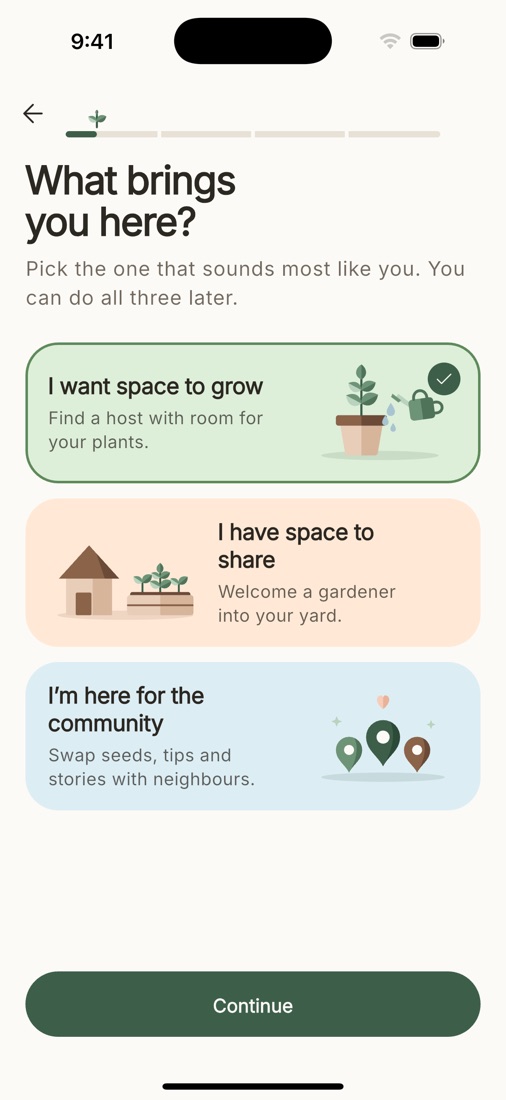 9:41
What brings
you here?
Pick the one that sounds most like you. You
can do all three later.
I want space to grow
Find a host with room for
your plants.
I have space to
share
Welcome a gardener
into your yard.
I’m here for the
community
Swap seeds, tips and
stories with neighbours.
Continue